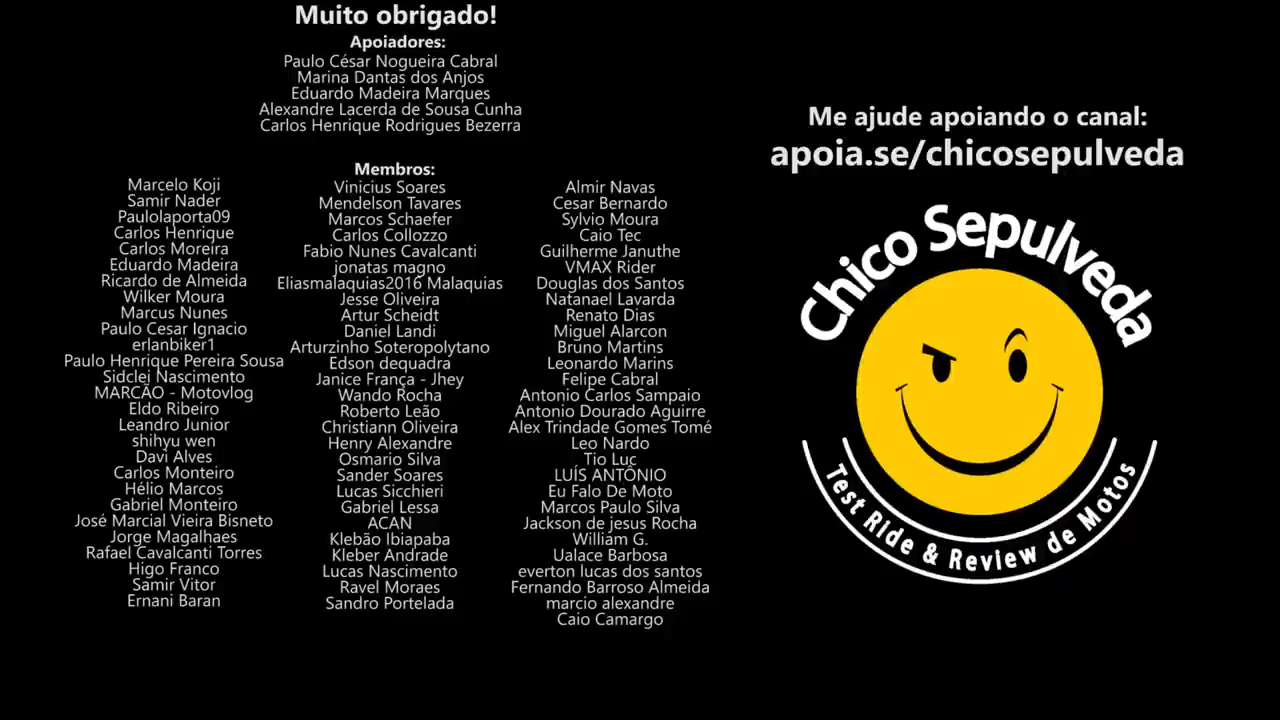 Muito obrigado!
Apoiadores:
Paulo César Nogueira Cabral
Marina Dantas dos Anjos
Eduardo Madeira Marques
Alexandre Lacerda de Sousa Cunha
Carlos Henrique Rodrigues Bezerra
Membros:
Marcelo Koji
Samir Nader
Paulolaporta09
Carlos Henrique
Carlos Moreira
Eduardo Madeira
Ricardo de Almeida
Wilker Moura
Marcus Nunes
Paulo Cesar Ignacio
erlanbiker1
Paulo Henrique Pereira Sousa
Sidclei Nascimento
MARCÃO - Motovlog
Eldo Ribeiro
Leandro Junior
shihyu wen
Davi Alves
Carlos Monteiro
Hélio Marcos
Gabriel Monteiro
José Marcial Vieira Bisneto
Jorge Magalhaes
Rafael Cavalcanti Torres
Higo Franco
Samir Vitor
Ernani Baran
Vinicius Soares
Mendelson Tavares
Marcos Schaefer
Carlos Collozzo
Fabio Nunes Cavalcanti
jonatas magno
Eliasmalaquias2016 Malaquias
Jesse Oliveira
Artur Scheidt
Daniel Landi
Arturzinho Soteropolytano
Edson dequadra
Janice França - Jhey
Wando Rocha
Roberto Leão
Christiann Oliveira
Henry Alexandre
Osmario Silva
Sander Soares
Lucas Sicchieri
Gabriel Lessa
ACAN
Klebão Ibiapaba
Kleber Andrade
Lucas Nascimento
Ravel Moraes
Sandro Portelada
Almir Navas
Cesar Bernardo
Sylvio Moura
Caio Tec
Guilherme Januthe
VMAX Rider
Douglas dos Santos
Natanael Lavarda
Renato Dias
Miguel Alarcon
Bruno Martins
Leonardo Marins
Felipe Cabral
Antonio Carlos Sampaio
Antonio Dourado Aguirre
Alex Trindade Gomes Tomé
Leo Nardo
Tio Luc
LUÍS ANTÔNIO
Eu Falo De Moto
Marcos Paulo Silva
Jackson de jesus Rocha
William G.
Ualace Barbosa
everton lucas dos santos
Fernando Barroso Almeida
marcio alexandre
Caio Camargo
Me ajude apoiando o canal:
apoia.se/chicosepulveda
Chico Sepulveda
Test Ride & Review de Motos